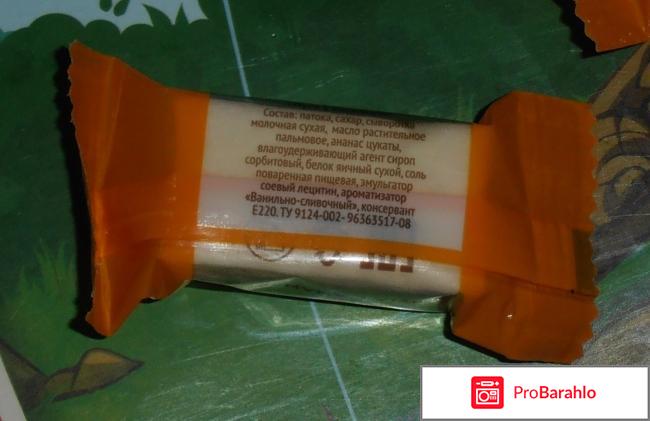 Состав: патока, сахар, сыворотка
молочная сухая, масло растительное
пальмовое, ананас цукаты,
влагоудерживающий агент сироп
сорбитовый, белок яичный сухой, соль
поваренная пищевая, эмульгатор
соевый лецитин, ароматизатор
«Ванильно-сливочный», консервант
Е220. ТУ 9124-002- 96363517-08
ProBarahlo